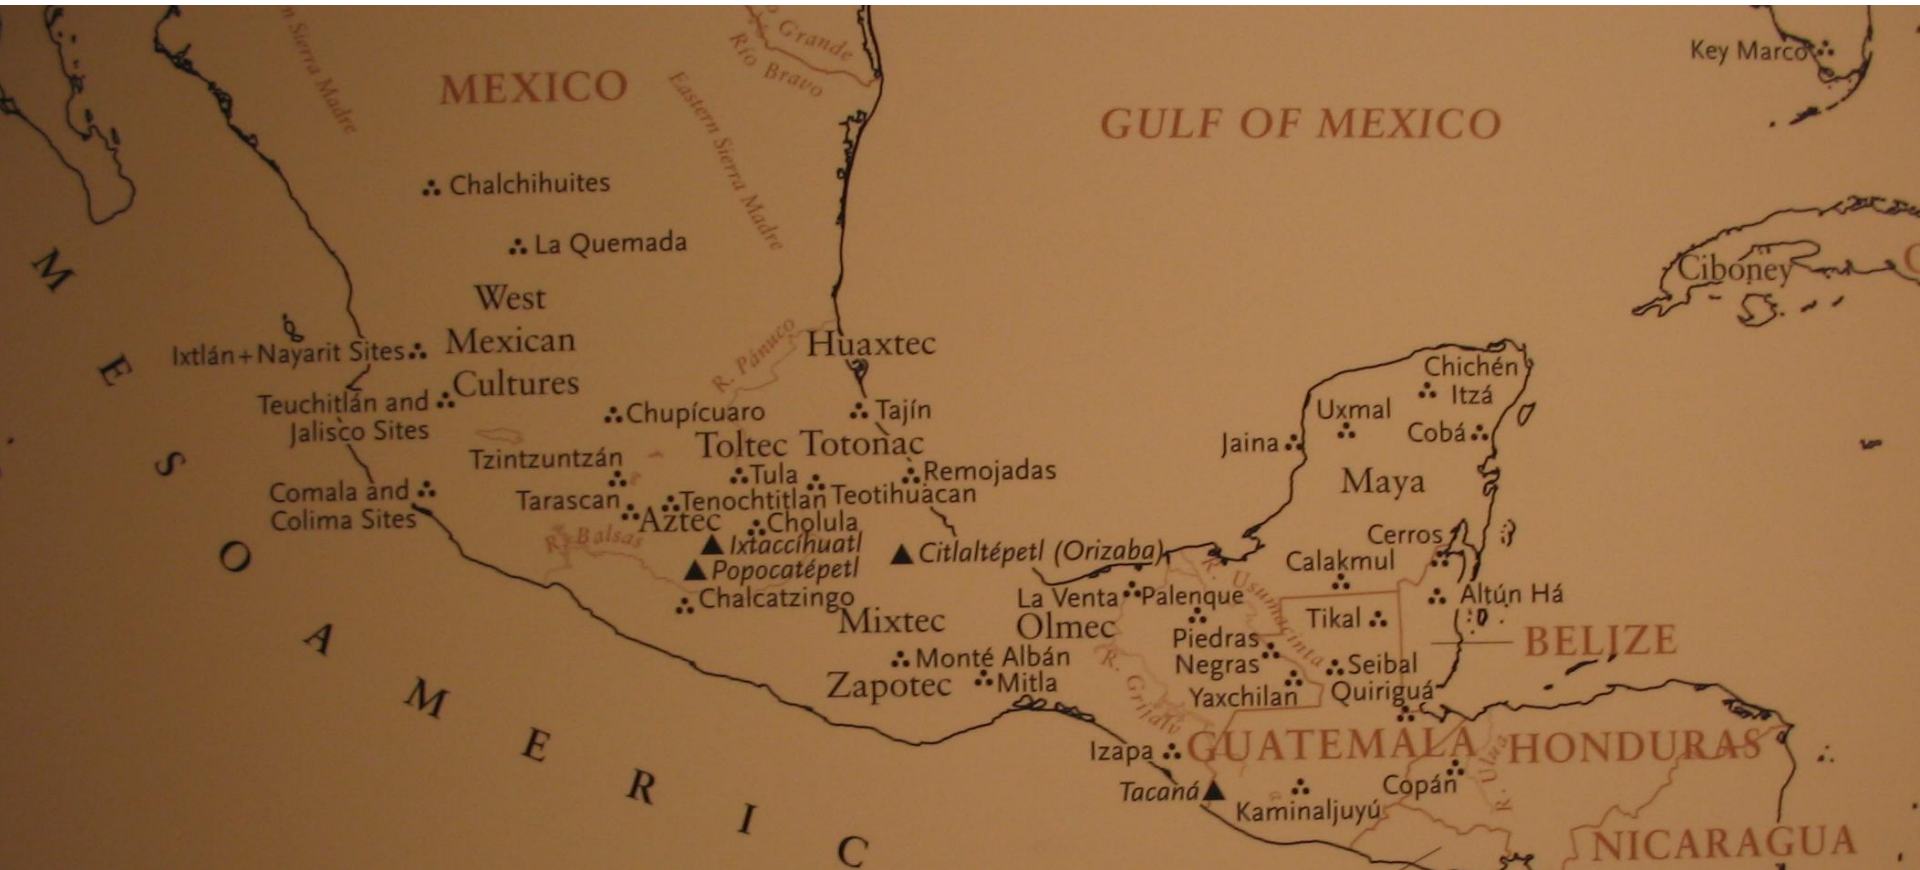 Sierra Madre
Grande
Río Bravo
Key Marco
MEXICO
GULF OF MEXICO
Eastern Sierra Madre
Chalchihuites
La Quemada
Ciboney
West
Mexican
Cultures
Ixtlán+Nayarit Sites
R. Pánuco
Huaxtec
Teuchitlán and
Jalisco Sites
Chupícuaro
Tajín
Chichén
Itzá
Uxmal
Cobá
Jaina
Toltec
Totonac
Tzintzuntzán
Tula
Remojadas
Maya
Comala and
Colima Sites
Tarascan
Tenochtitlan
Teotihuacan
Aztec
Cholula
R. Balsas
Ixtaccíhuatl
Citlaltépetl (Orizaba)
Popocatépetl
Cerros
Calakmul
R. Usumacinta
Chalcatzingo
La Venta
Palenque
Altún Há
Mixtec
Olmec
Tikal
Piedras
Negras
BELIZE
Monté Albán
R. Grijalv
Seibal
Zapotec
Mitla
Yaxchilan
Quiriguá
Izapa
GUATEMALA
HONDURAS
R. Ulua
Tacaná
Kaminaljuyú
Copán
NICARAGUA
M E S O A M E R I C